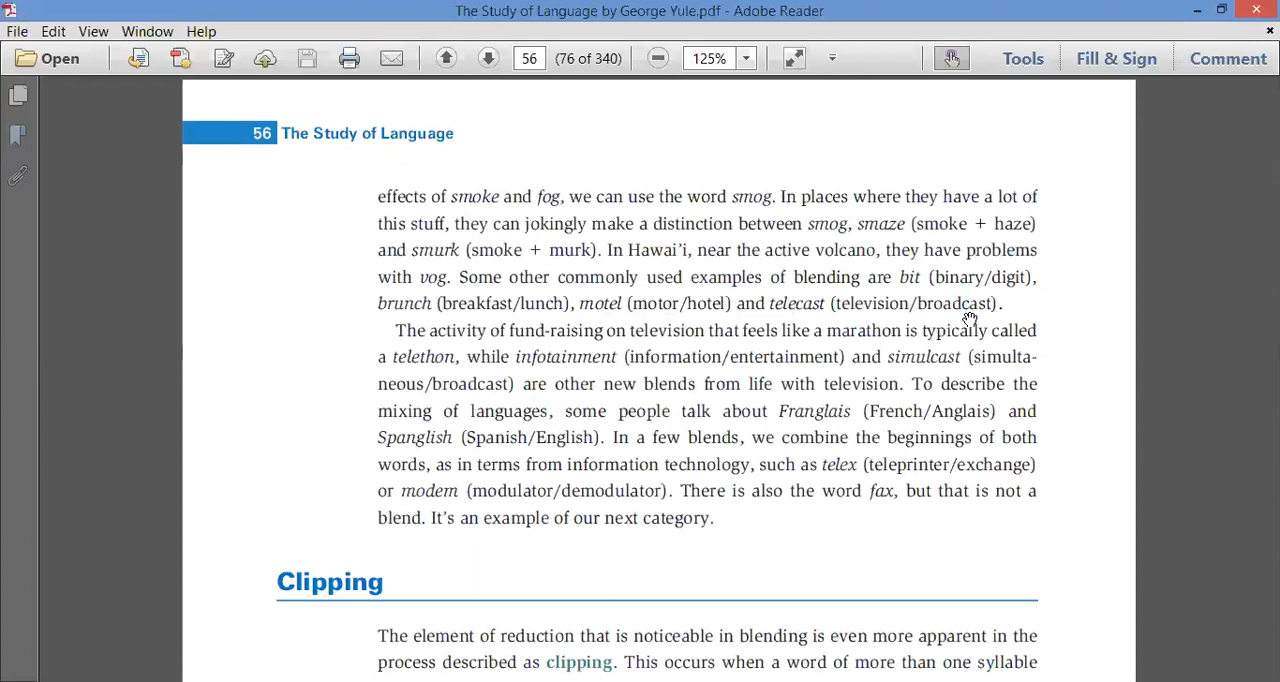 The Study of Language by George Yule.pdf - Adobe Reader
File Edit View Window Help
Open 56 (76 of 340) 125% Tools Fill & Sign Comment
56 The Study of Language
effects of smoke and fog, we can use the word smog. In places where they have a lot of
this stuff, they can jokingly make a distinction between smog, smaze (smoke + haze)
and smurk (smoke + murk). In Hawai'i, near the active volcano, they have problems
with vog. Some other commonly used examples of blending are bit (binary/digit),
brunch (breakfast/lunch), motel (motor/hotel) and telecast (television/broadcast).
The activity of fund-raising on television that feels like a marathon is typically called
a telethon, while infotainment (information/entertainment) and simulcast (simulta-
neous/broadcast) are other new blends from life with television. To describe the
mixing of languages, some people talk about Franglais (French/Anglais) and
Spanglish (Spanish/English). In a few blends, we combine the beginnings of both
words, as in terms from information technology, such as telex (teleprinter/exchange)
or modem (modulator/demodulator). There is also the word fax, but that is not a
blend. It's an example of our next category.
Clipping
The element of reduction that is noticeable in blending is even more apparent in the
process described as clipping. This occurs when a word of more than one syllable